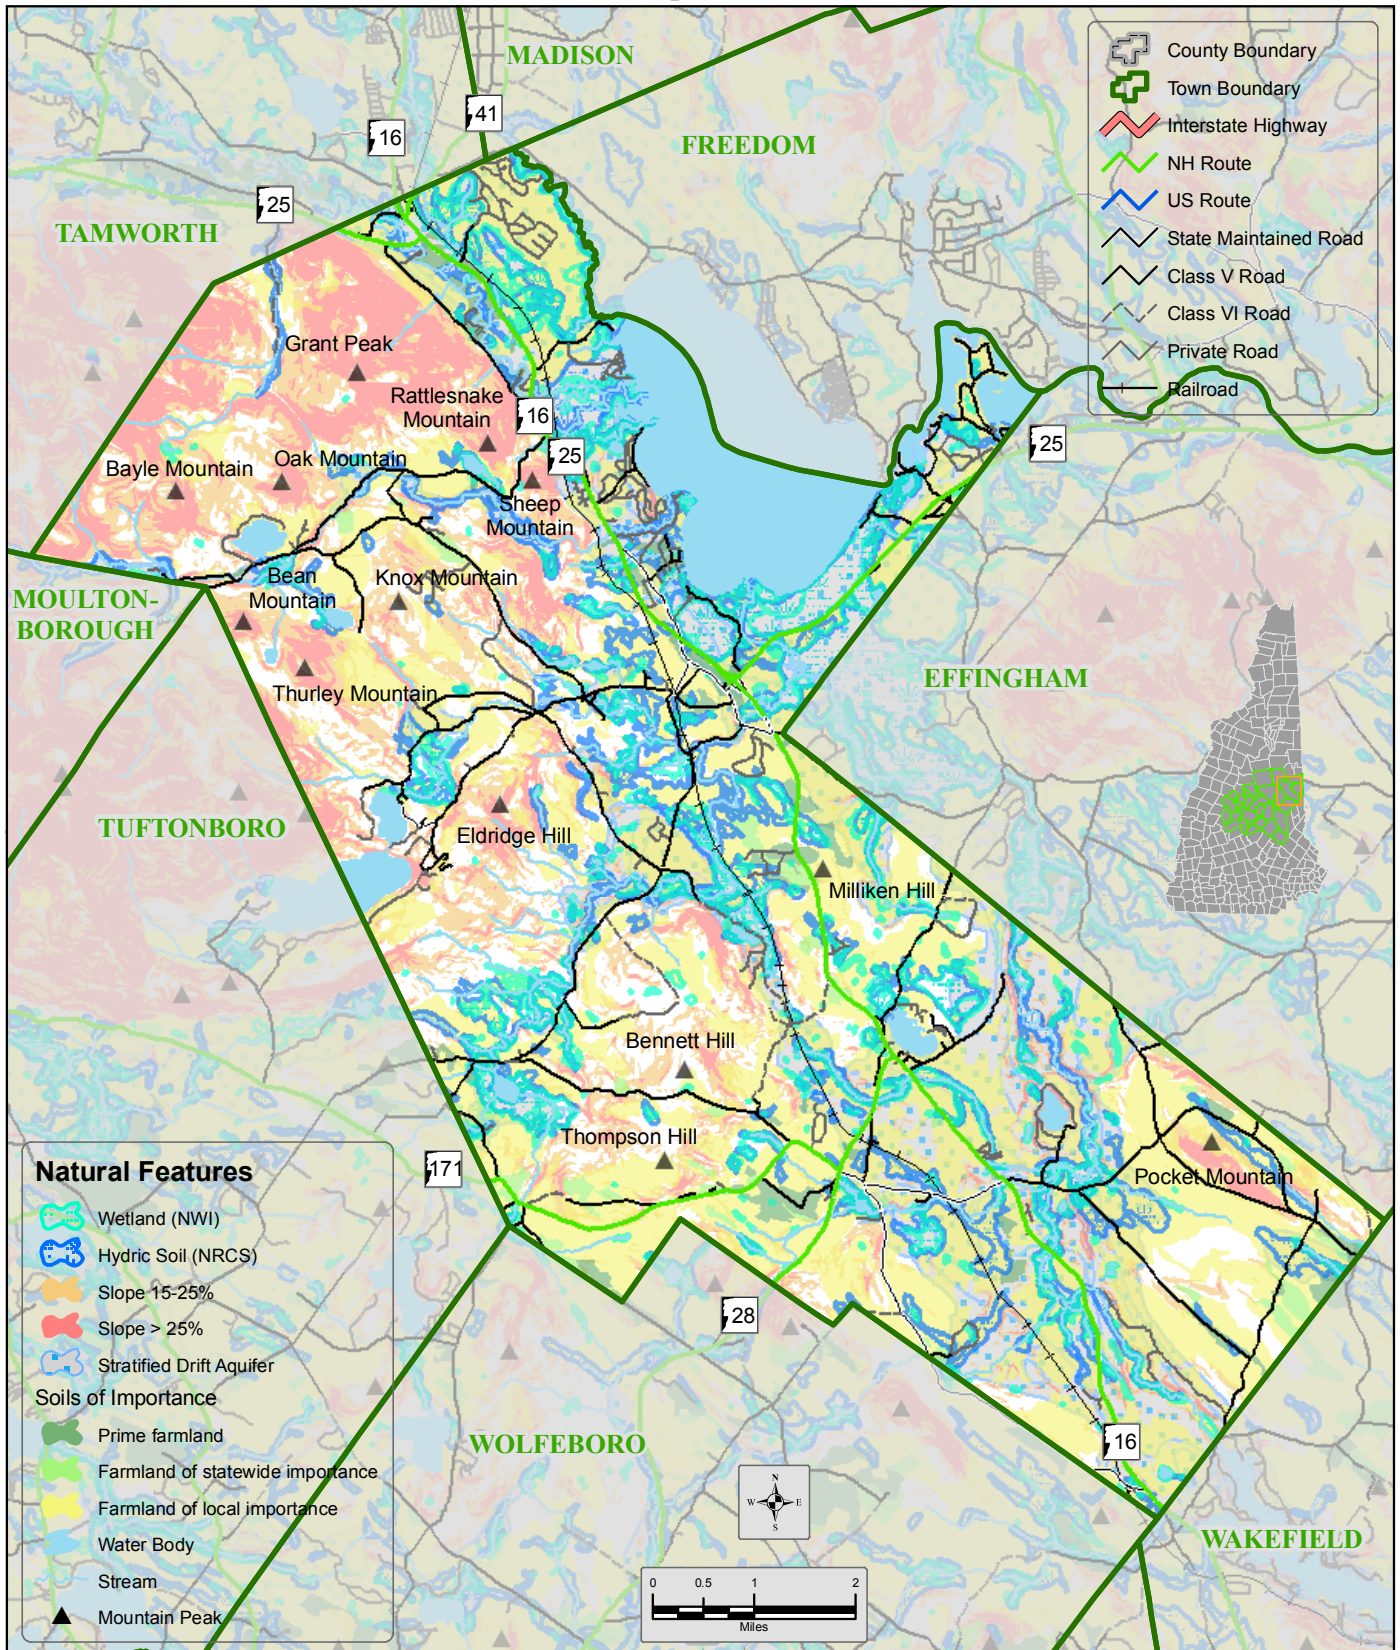 MADISON
41
16
FREEDOM
25
TAMWORTH
County Boundary
Town Boundary
Interstate Highway
NH Route
US Route
State Maintained Road
Class V Road
Class VI Road
Private Road
Railroad
Grant Peak
Rattlesnake
Mountain
16
25
25
Bayle Mountain
Oak Mountain
Sheep
Mountain
Bean
Mountain
Knox Mountain
MOULTON-
BOROUGH
EFFINGHAM
Thurley Mountain
TUFTONBORO
Eldridge Hill
Milliken Hill
Bennett Hill
Thompson Hill
171
Pocket Mountain
28
WOLFEBORO
16
WAKEFIELD
Natural Features
Wetland (NWI)
Hydric Soil (NRCS)
Slope 15-25%
Slope > 25%
Stratified Drift Aquifer
Soils of Importance
Prime farmland
Farmland of statewide importance
Farmland of local importance
Water Body
Stream
Mountain Peak
N
W E
S
0 0.5 1 2
Miles